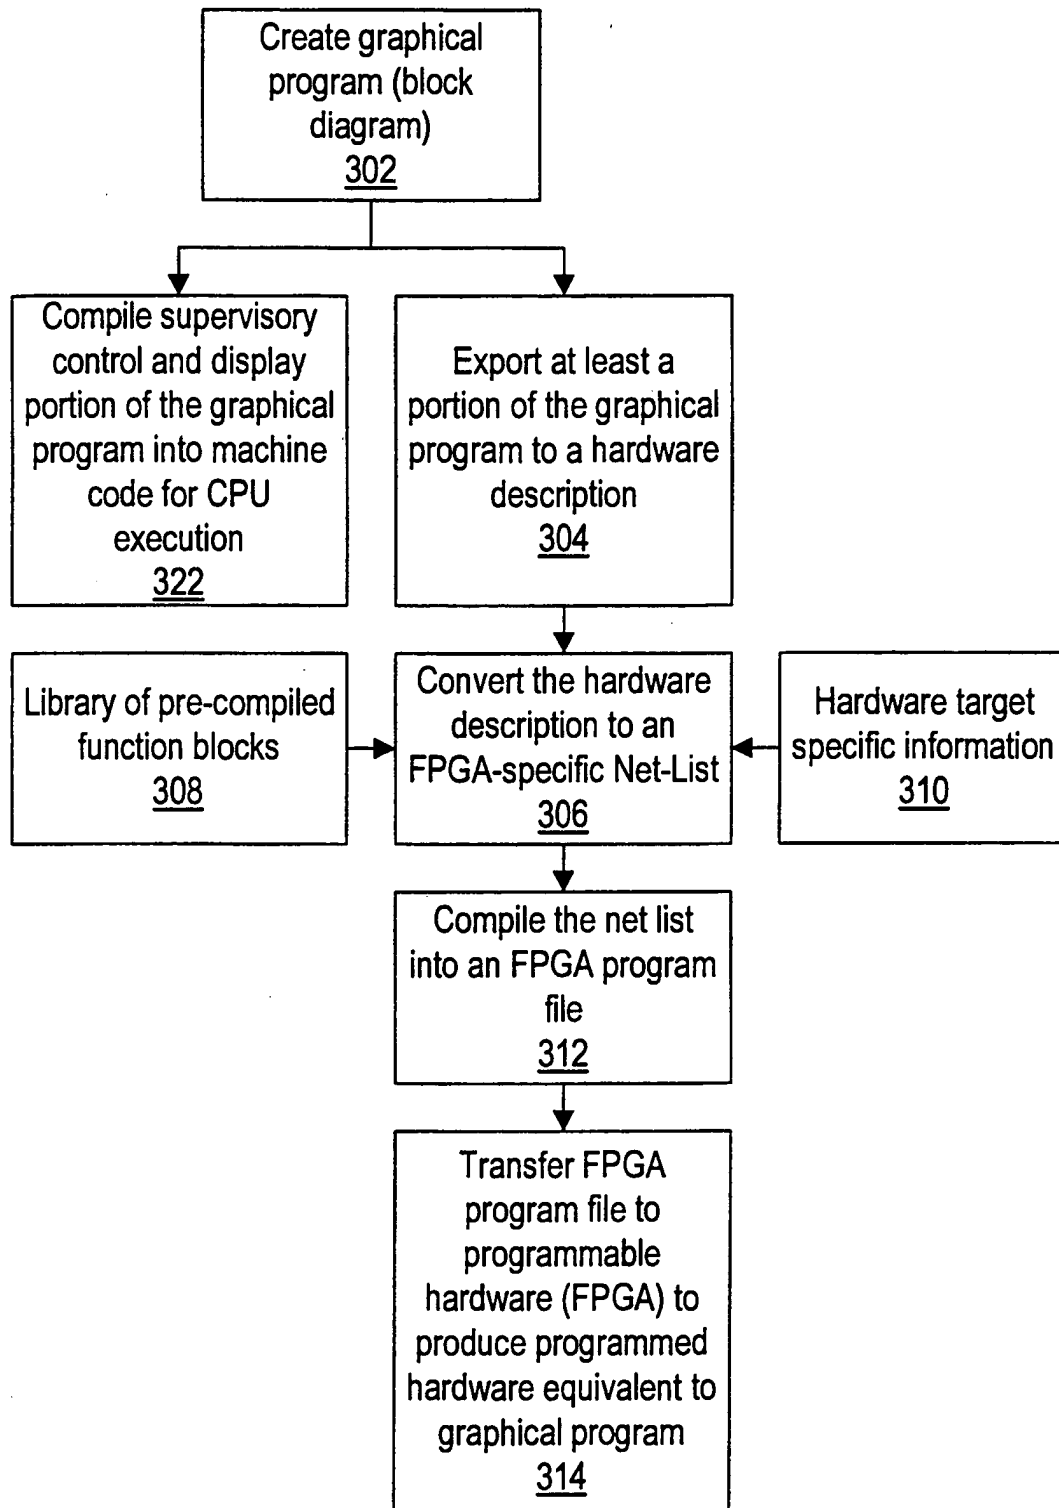 Create graphical
program (block
diagram)
302
Compile supervisory
control and display
portion of the graphical
program into machine
code for CPU
execution
322
Export at least a
portion of the graphical
program to a hardware
description
304
Library of pre-compiled
function blocks
308
Convert the hardware
description to an
FPGA-specific Net-List
306
Hardware target
specific information
310
Compile the net list
into an FPGA program
file
312
Transfer FPGA
program file to
programmable
hardware (FPGA) to
produce programmed
hardware equivalent to
graphical program
314